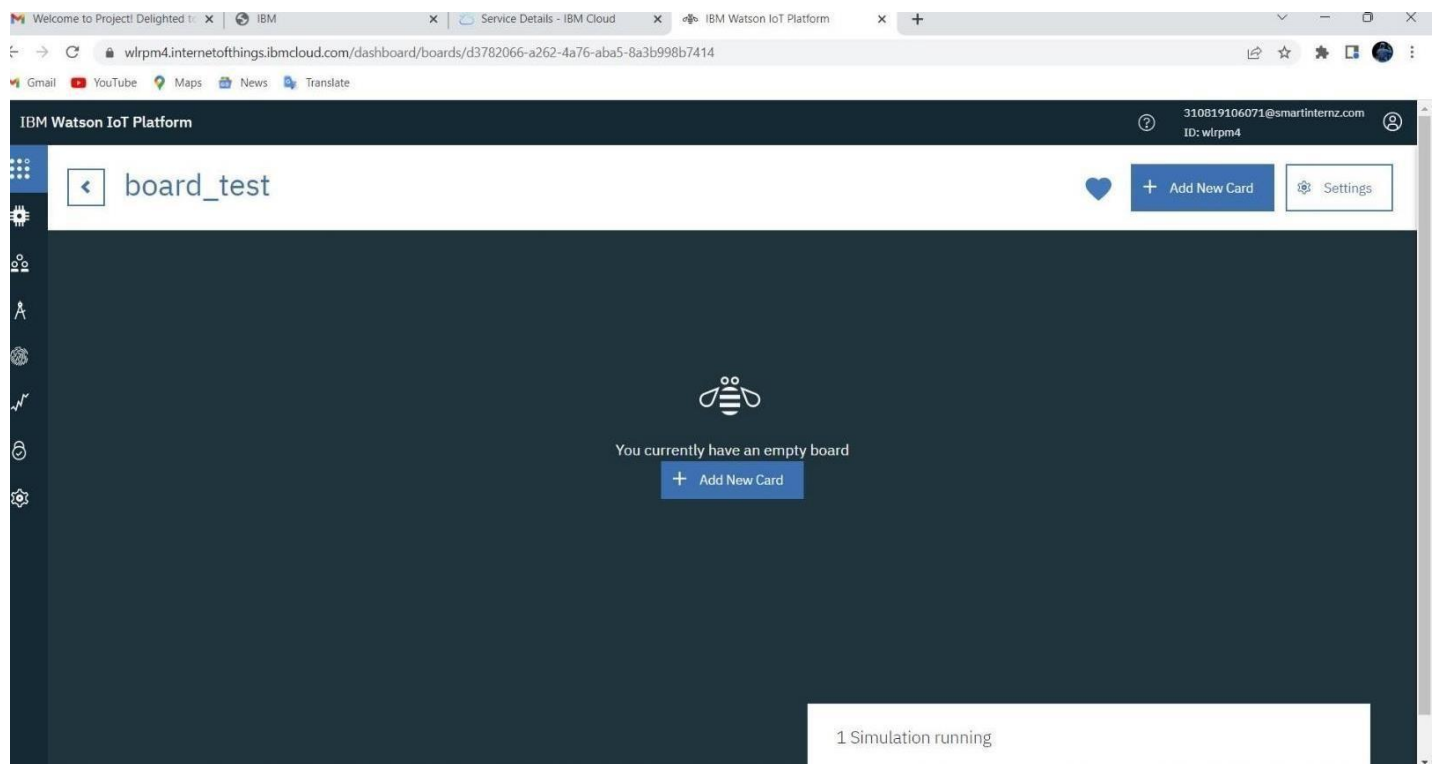 Welcome to Project! Delighted t
IBM
Service Details - IBM Cloud
IBM Watson IoT Platform
wlrpm4.internetofthings.ibmcloud.com/dashboard/boards/d3782066-a262-4a76-aba5-8a3b998b7414
Gmail
YouTube
Maps
News
Translate
IBM Watson IoT Platform
310819106071@smartinternz.com
ID: wlrpm4
board_test
+ Add New Card
Settings
You currently have an empty board
+ Add New Card
1 Simulation running